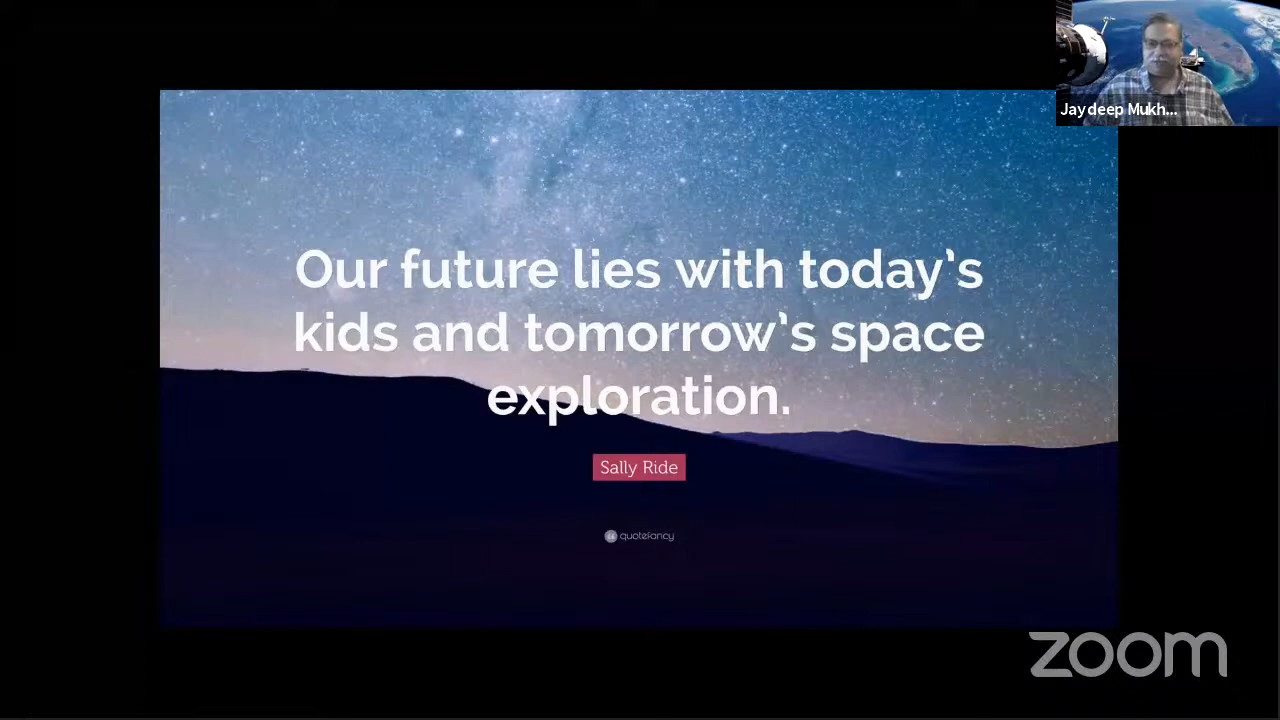 Jaydeep Mukh...
Our future lies with today's
kids and tomorrow's space
exploration.
Sally Ride
quotefancy
zoom